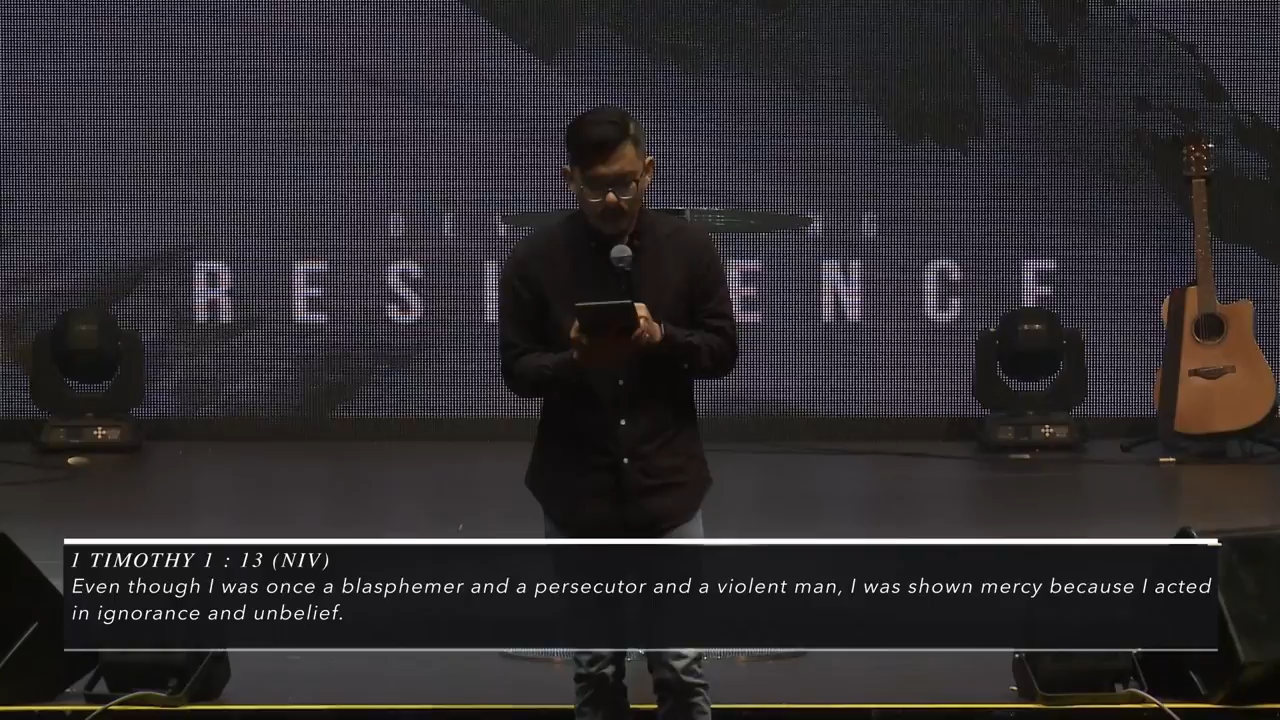 1 TIMOTHY 1 : 13 (NIV)
Even though I was once a blasphemer and a persecutor and a violent man, I was shown mercy because I acted
in ignorance and unbelief.